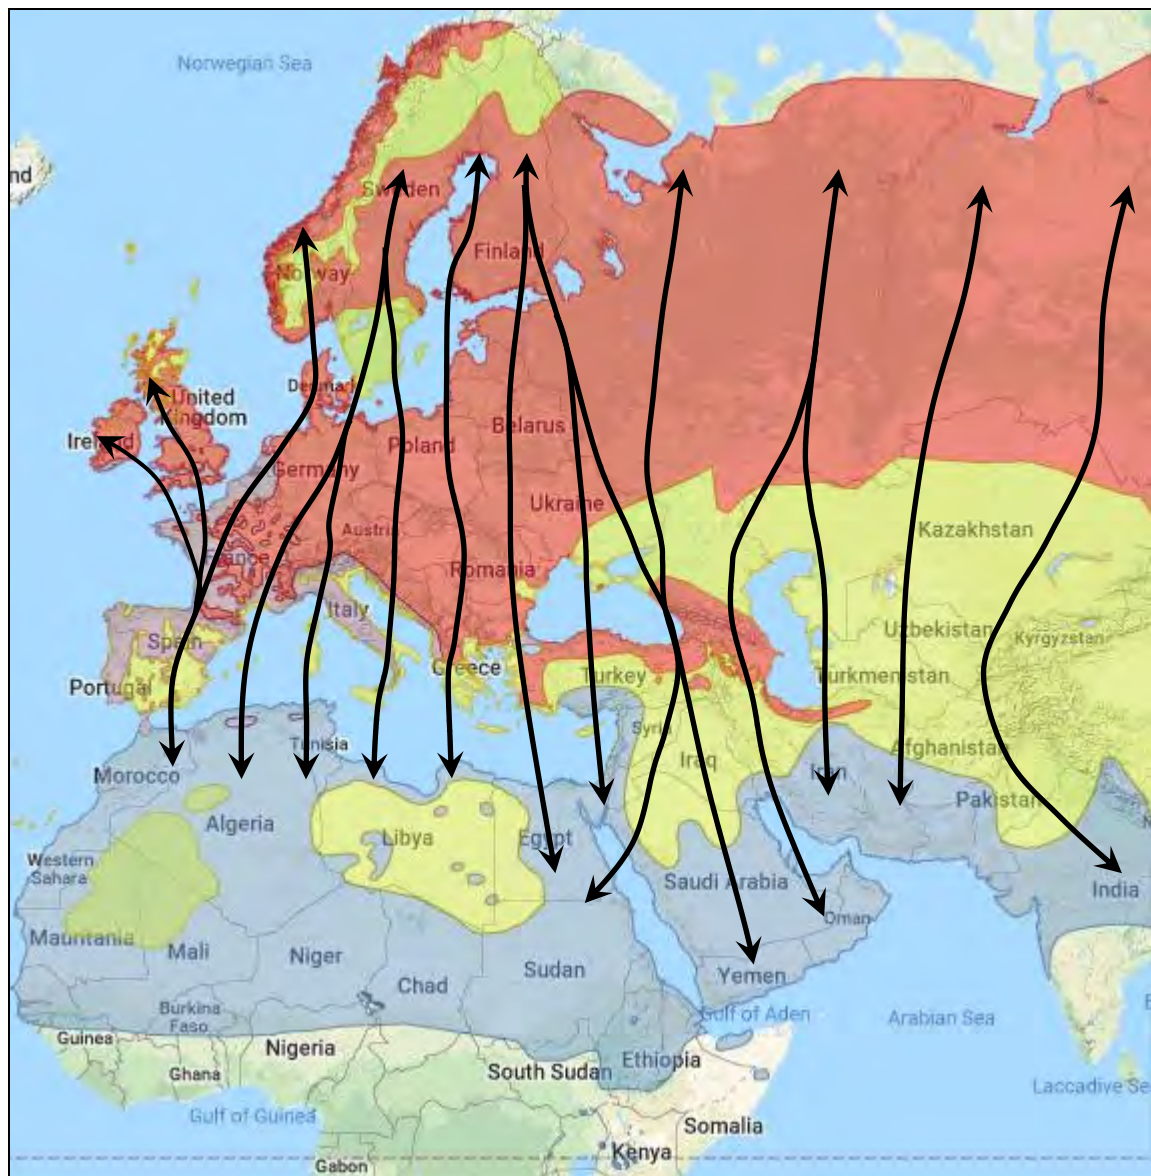 Norwegian Sea
nd
Sweden
Finland
Norway
Denmark
United
Kingdom
Ireland
Belarus
Poland
Germany
Ukraine
Austria
Kazakhstan
France
Romania
Italy
Uzbekistan
Kyrgyzstan
Spain
Greece
Turkey
Turkmenistan
Portugal
Syria
Tunisia
Iraq
Afghanistan
Morocco
Iran
Pakistan
Algeria
Libya
Egypt
Western
Sahara
Saudi Arabia
India
Oman
Mauritania
Mali
Niger
Chad
Sudan
Yemen
Burkina
Faso
Gulf of Aden
Arabian Sea
Guinea
Nigeria
Ethiopia
Ghana
South Sudan
Laccadive Se
Gulf of Guinea
Somalia
Kenya
Gabon